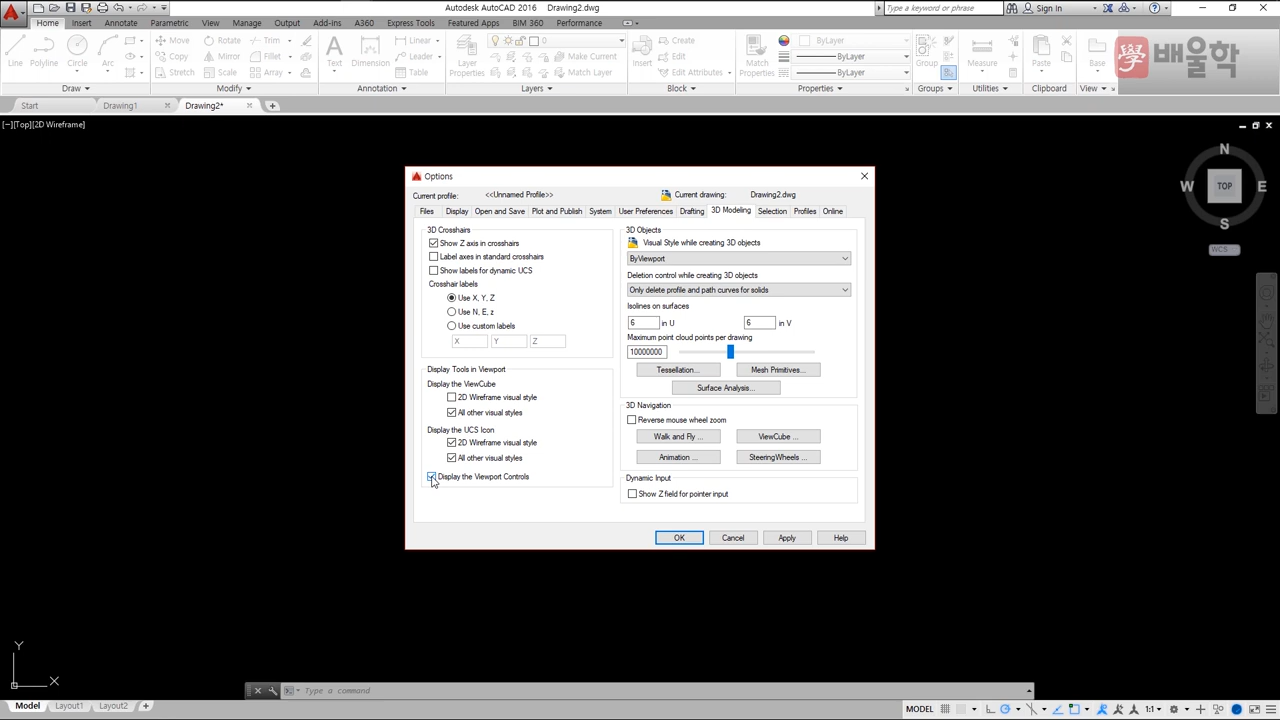 Autodesk AutoCAD 2016 Drawing2.dwg
Type a keyword or phrase
Sign In
Home Insert Annotate Parametric View Manage Output Add-ins A360 Express Tools Featured Apps BIM 360 Performance
Line Polyline Circle Arc
Move Rotate Trim
Copy Mirror Fillet
Stretch Scale Array
Text Dimension
Linear
Leader
Table
Layer Properties
0
Make Current
Match Layer
Insert
Create
Edit
Edit Attributes
Match Properties
ByLayer
ByLayer
ByLayer
Group
Measure
Paste
Base
學 배울학
Draw Modify Annotation Layers Block Properties Groups Utilities Clipboard View
Start Drawing1 Drawing2*
[−][Top][2D Wireframe]
N
W TOP E
S
WCS
Options
Current profile: <<Unnamed Profile>> Current drawing: Drawing2.dwg
Files Display Open and Save Plot and Publish System User Preferences Drafting 3D Modeling Selection Profiles Online
3D Crosshairs
Show Z axis in crosshairs
Label axes in standard crosshairs
Show labels for dynamic UCS
Crosshair labels
Use X, Y, Z
Use N, E, z
Use custom labels
X Y Z
Display Tools in Viewport
Display the ViewCube
2D Wireframe visual style
All other visual styles
Display the UCS Icon
2D Wireframe visual style
All other visual styles
Display the Viewport Controls
3D Objects
Visual Style while creating 3D objects
ByViewport
Deletion control while creating 3D objects
Only delete profile and path curves for solids
Isolines on surfaces
6 in U 6 in V
Maximum point cloud points per drawing
10000000
Tessellation... Mesh Primitives...
Surface Analysis...
3D Navigation
Reverse mouse wheel zoom
Walk and Fly ... ViewCube ...
Animation ... SteeringWheels ...
Dynamic Input
Show Z field for pointer input
OK Cancel Apply Help
Y
X
Type a command
Model Layout1 Layout2
MODEL 1:1